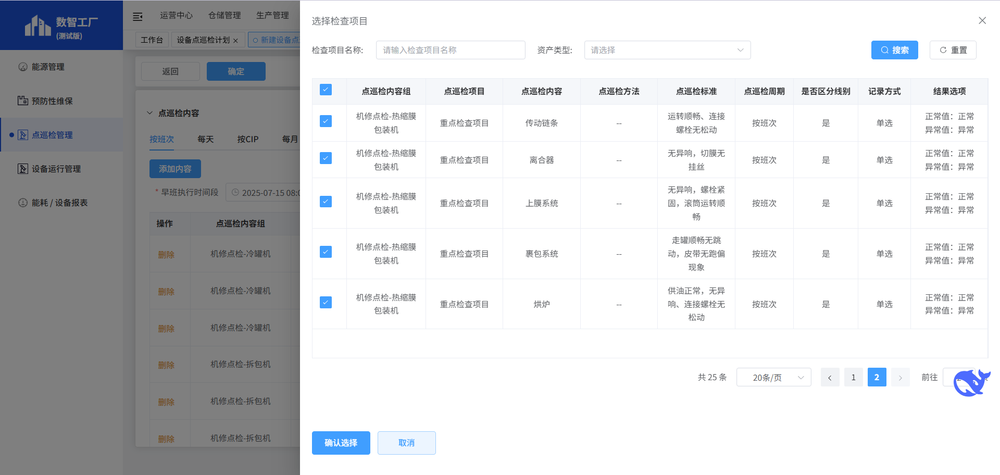 数智工厂
(测试版)
运营中心 仓储管理 生产管理
工作台 设备点巡检计划 新建设备点
能源管理
预防性维保
点巡检管理
设备运行管理
能耗 / 设备报表
返回 确定
点巡检内容
按班次 每天 按CIP 每月
添加内容
* 早班执行时间段 2025-07-15 08:0
操作 点巡检内容组
删除 机修点检-冷罐机
删除 机修点检-冷罐机
删除 机修点检-冷罐机
删除 机修点检-拆包机
删除 机修点检-拆包机
删除 机修点检-拆包机
选择检查项目
检查项目名称: 请输入检查项目名称 资产类型: 请选择 搜索 重置
点巡检内容组 点巡检项目 点巡检内容 点巡检方法 点巡检标准 点巡检周期 是否区分线别 记录方式 结果选项
机修点检-热缩膜 运转顺畅、连接 正常值：正常
重点检查项目 传动链条 -- 按班次 是 单选
包装机 螺栓无松动 异常值：异常
机修点检-热缩膜 无异响，切膜无 正常值：正常
重点检查项目 离合器 -- 按班次 是 单选
包装机 挂丝 异常值：异常
无异响，螺栓紧
机修点检-热缩膜 正常值：正常
重点检查项目 上膜系统 -- 固，滚筒运转顺 按班次 是 单选
包装机 异常值：异常
畅
走罐顺畅无跳
机修点检-热缩膜 正常值：正常
重点检查项目 裹包系统 -- 动，皮带无跑偏 按班次 是 单选
包装机 异常值：异常
现象
供油正常，无异
机修点检-热缩膜 正常值：正常
重点检查项目 烘炉 -- 响、连接螺栓无 按班次 是 单选
包装机 异常值：异常
松动
共 25 条 20条/页 1 2 前往
确认选择 取消